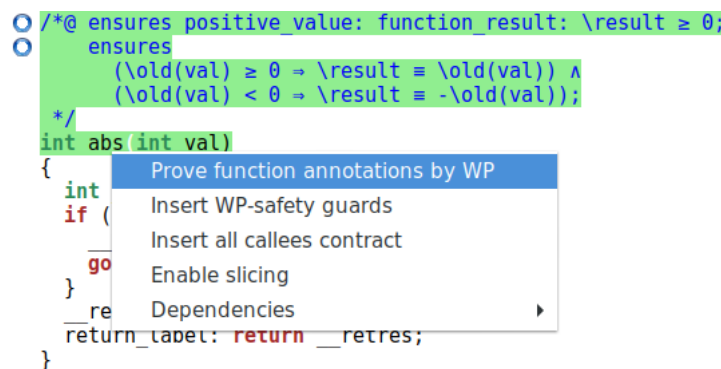 /*@ ensures positive_value: function_result: \result ≥ 0;
ensures
(\old(val) ≥ 0 ⇒ \result ≡ \old(val)) ∧
(\old(val) < 0 ⇒ \result ≡ -\old(val));
*/
int abs(int val)
{
Prove function annotations by WP
int
Insert WP-safety guards
if (
Insert all callees contract
go
Enable slicing
}
Dependencies
__re
return_label: return __retres;
}